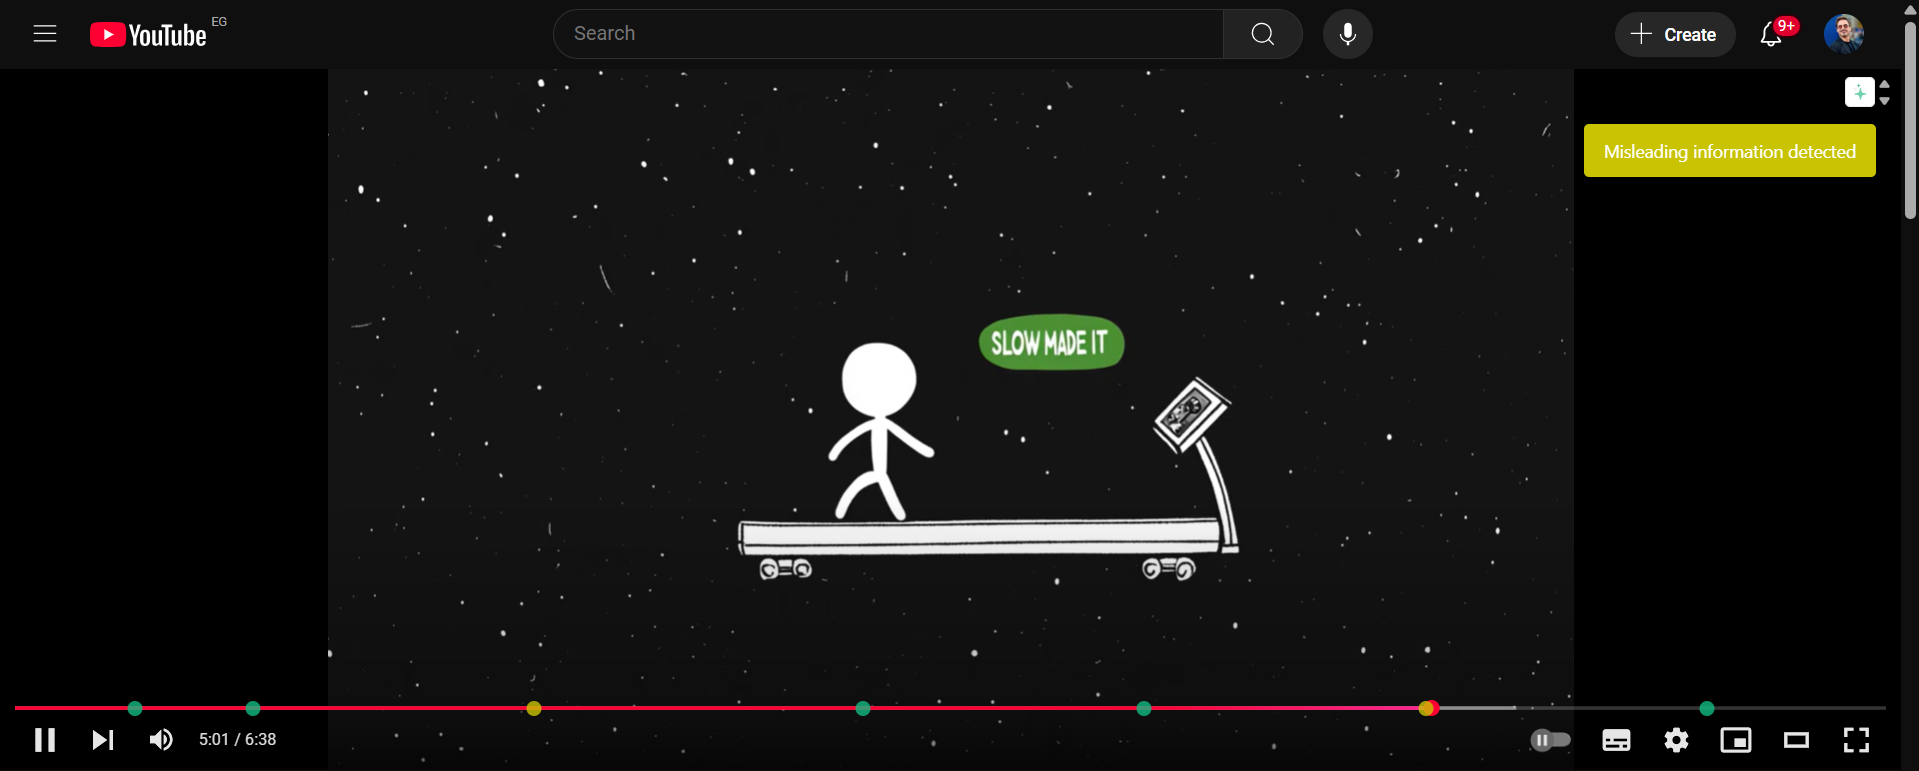 YouTube EG
Search
Create
9+
Misleading information detected
SLOW MADE IT
5:01 / 6:38